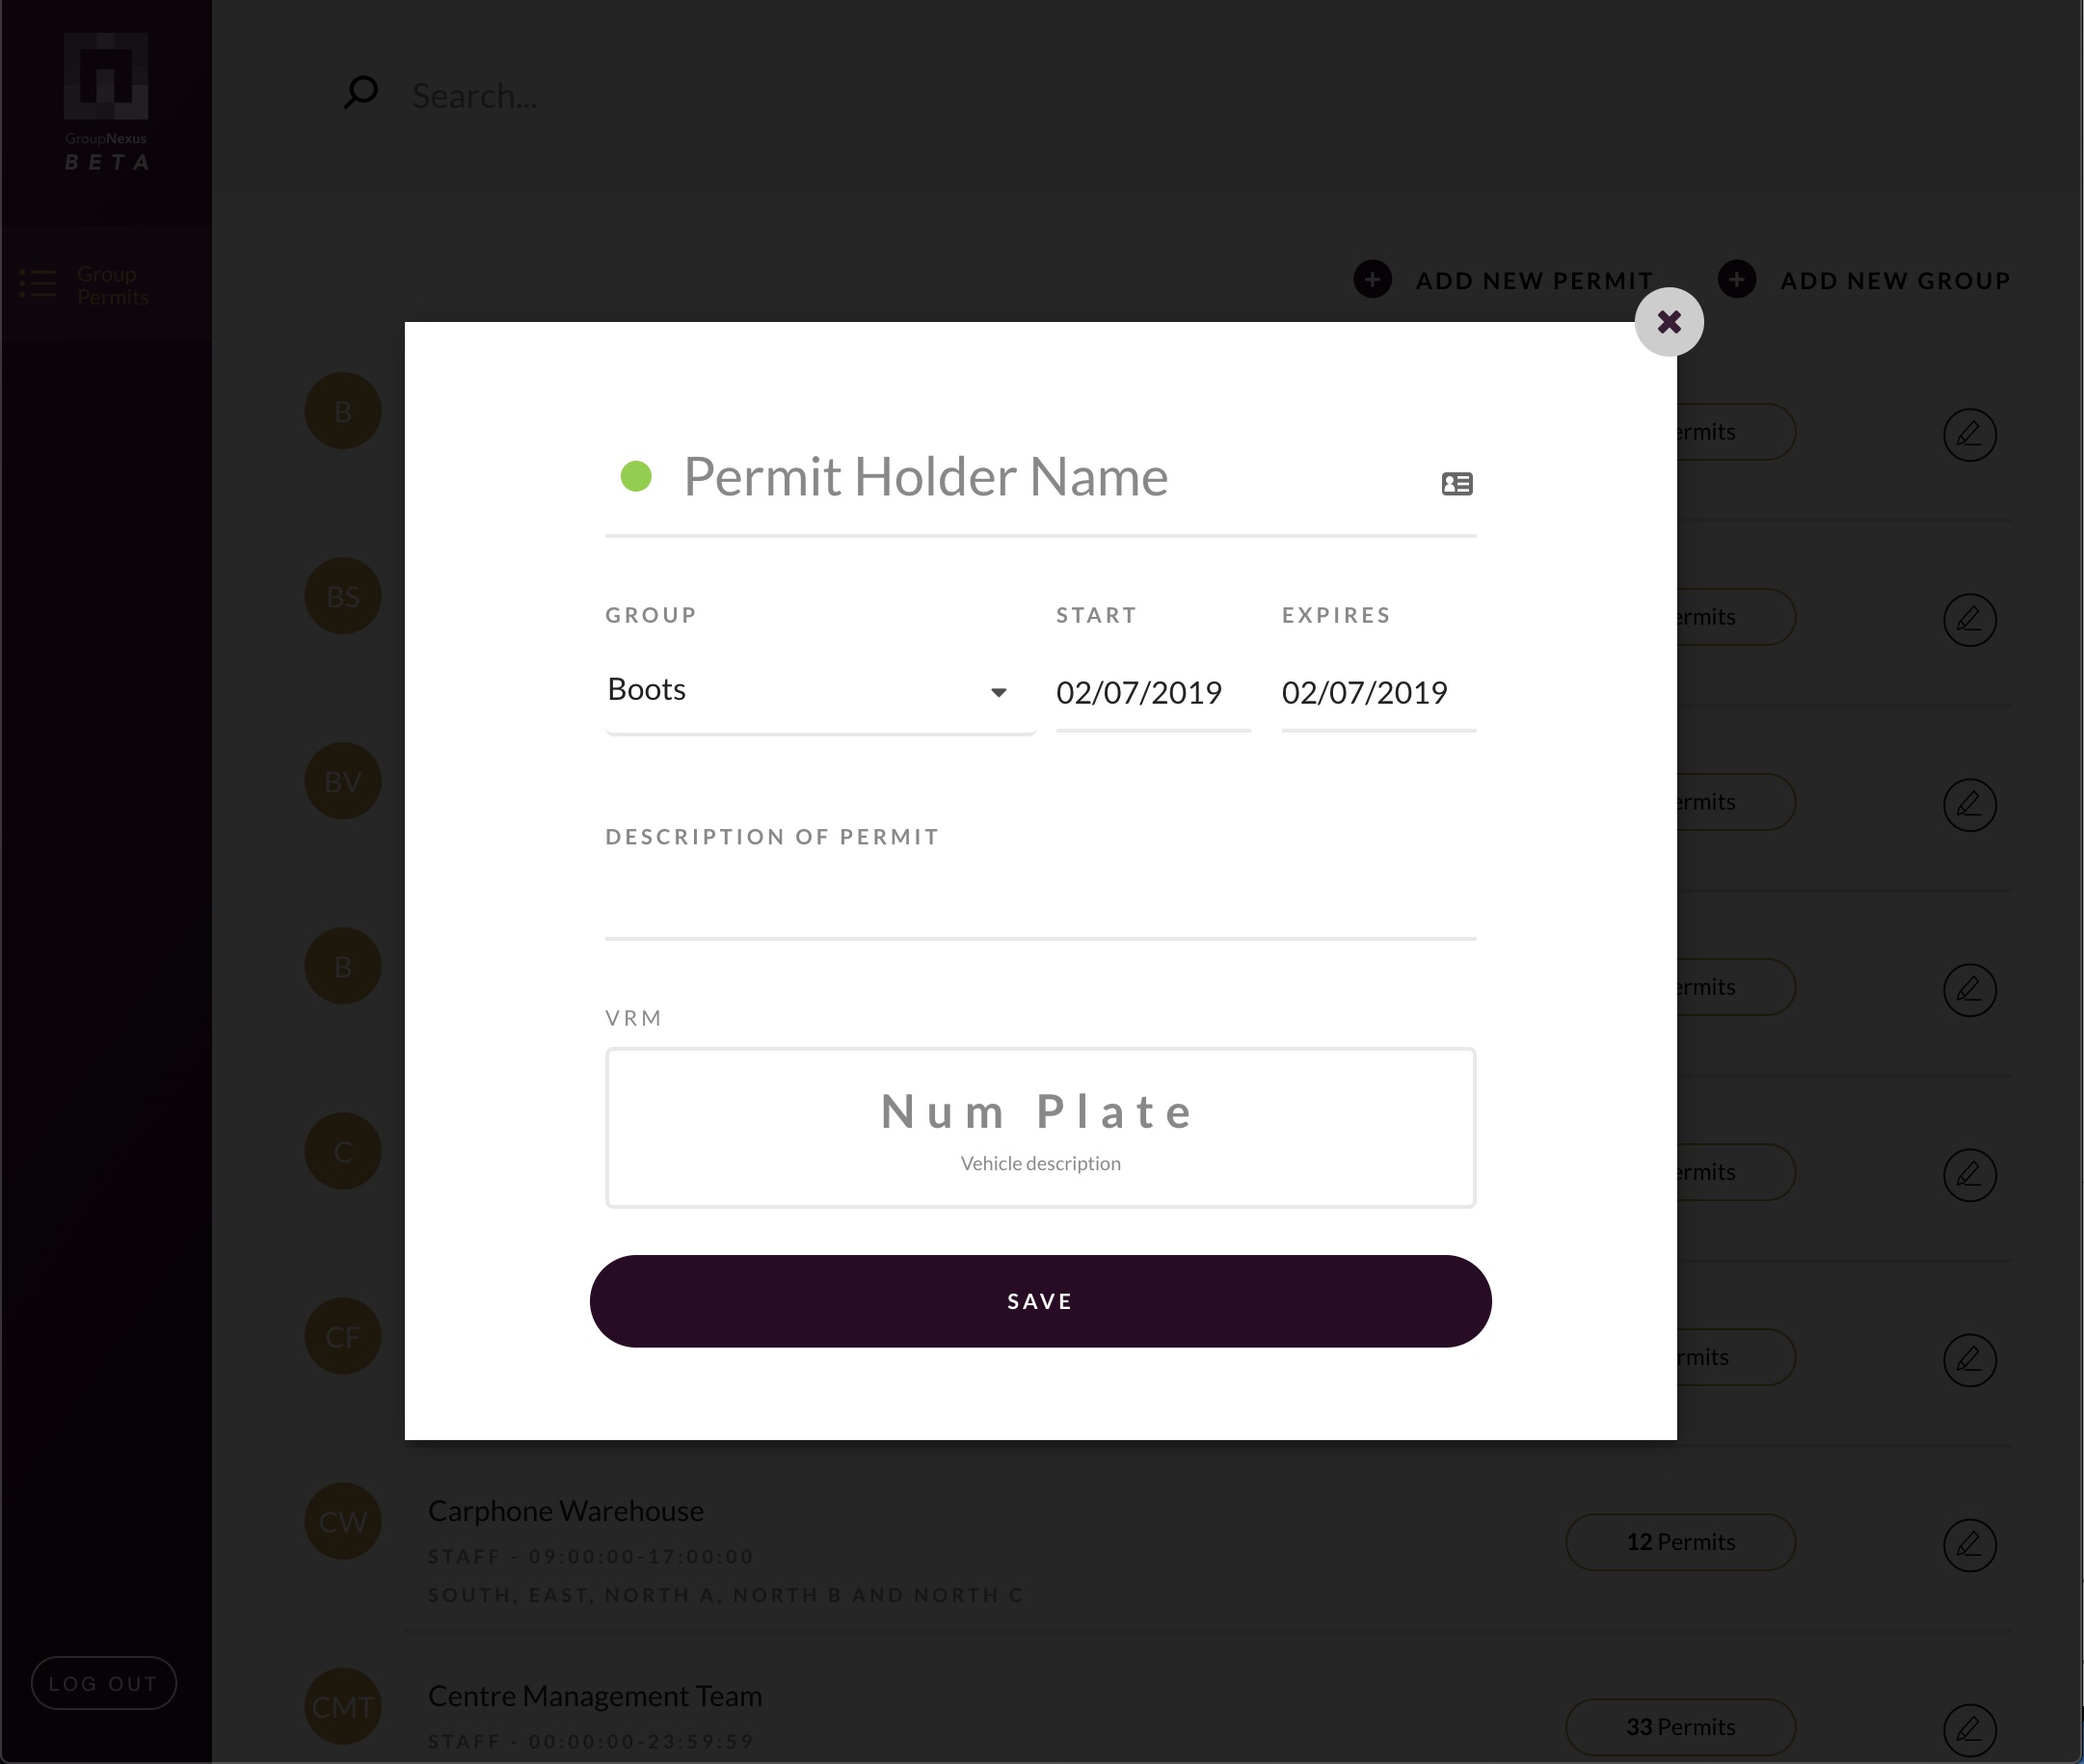 GroupNexus
BETA
Search...
Group
Permits
ADD NEW PERMIT
ADD NEW GROUP
B
ermits
Permit Holder Name
BS
GROUP
START
EXPIRES
ermits
Boots
02/07/2019
02/07/2019
BV
ermits
DESCRIPTION OF PERMIT
B
ermits
VRM
Num Plate
Vehicle description
C
ermits
SAVE
CF
rmits
CW
Carphone Warehouse
STAFF - 09:00:00-17:00:00
SOUTH, EAST, NORTH A, NORTH B AND NORTH C
12 Permits
LOG OUT
CMT
Centre Management Team
STAFF - 00:00:00-23:59:59
33 Permits